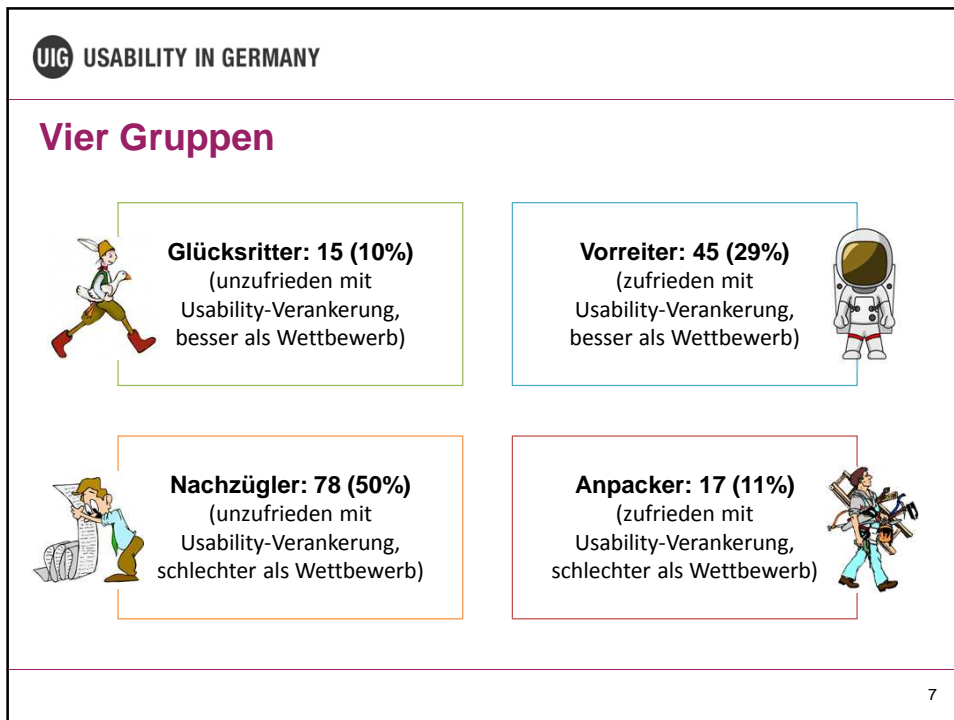 UIG USABILITY IN GERMANY
Vier Gruppen
Glücksritter: 15 (10%)
(unzufrieden mit
Usability-Verankerung,
besser als Wettbewerb)
Vorreiter: 45 (29%)
(zufrieden mit
Usability-Verankerung,
besser als Wettbewerb)
Nachzügler: 78 (50%)
(unzufrieden mit
Usability-Verankerung,
schlechter als Wettbewerb)
Anpacker: 17 (11%)
(zufrieden mit
Usability-Verankerung,
schlechter als Wettbewerb)
7